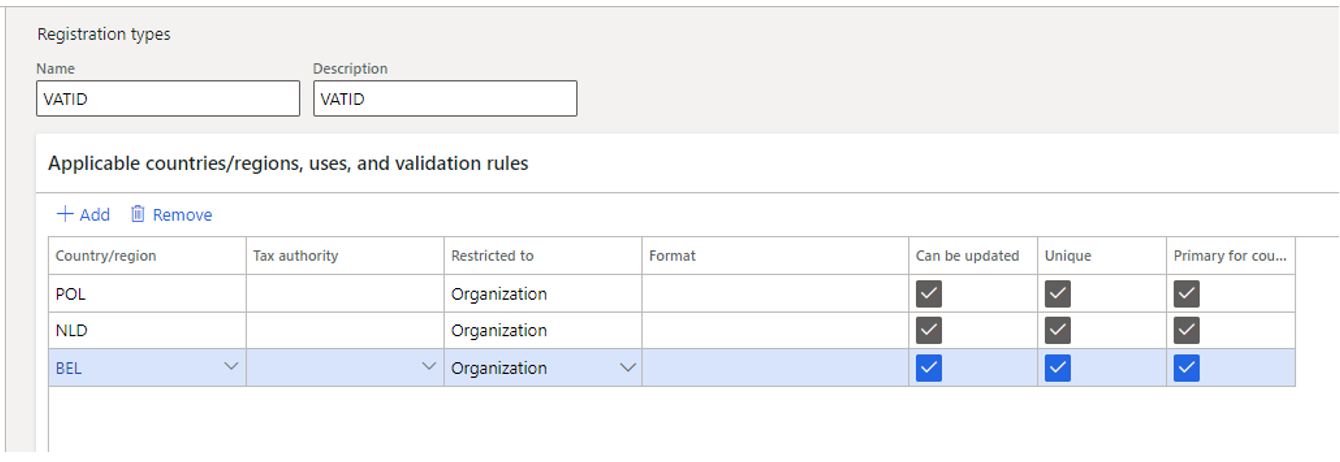 Registration types
Name Description
VATID VATID
Applicable countries/regions, uses, and validation rules
Add Remove
Country/region Tax authority Restricted to Format Can be updated Unique Primary for cou...
POL Organization
NLD Organization
BEL Organization